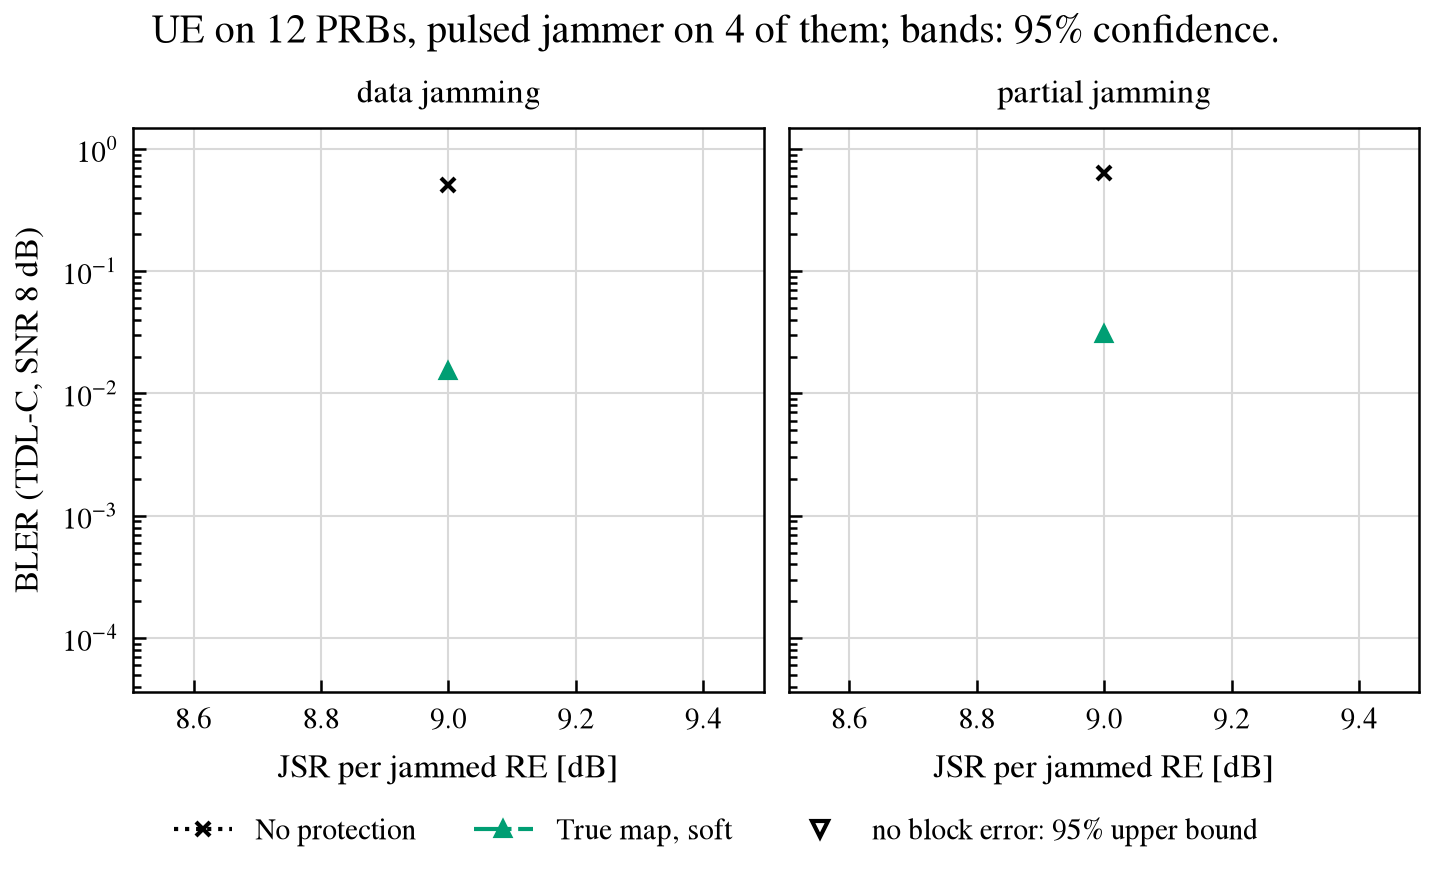 UE on 12 PRBs, pulsed jammer on 4 of them; bands: 95% confidence.
data jamming
partial jamming
BLER (TDL-C, SNR 8 dB)
10⁰
10⁻¹
10⁻²
10⁻³
10⁻⁴
8.6 8.8 9.0 9.2 9.4
8.6 8.8 9.0 9.2 9.4
JSR per jammed RE [dB]
JSR per jammed RE [dB]
No protection
True map, soft
no block error: 95% upper bound